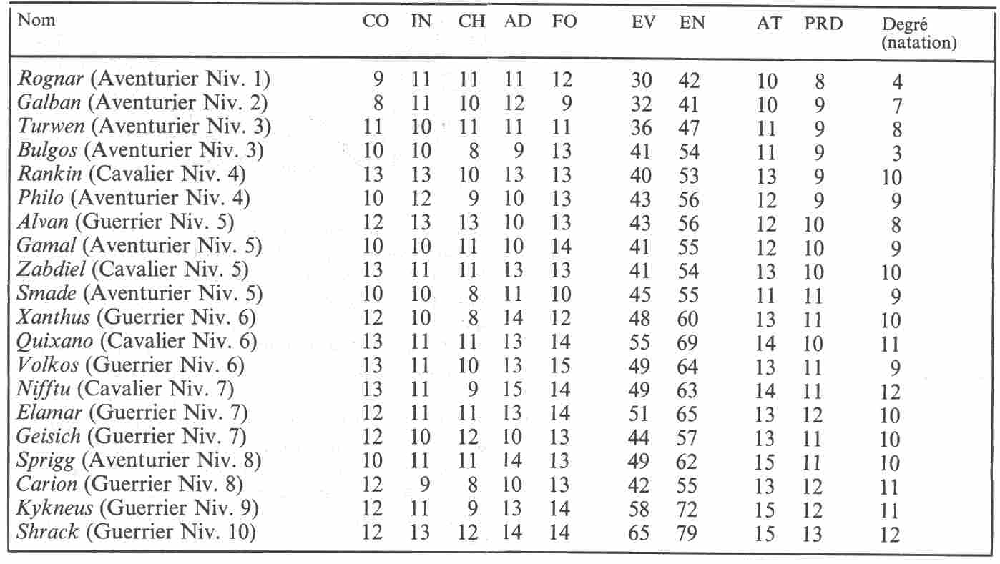 Nom CO IN CH AD FO EV EN AT PRD Degré
(natation)
Rognar (Aventurier Niv. 1) 9 11 11 11 12 30 42 10 8 4
Galban (Aventurier Niv. 2) 8 11 10 12 9 32 41 10 9 7
Turwen (Aventurier Niv. 3) 11 10 11 11 11 36 47 11 9 8
Bulgos (Aventurier Niv. 3) 10 10 8 9 13 41 54 11 9 3
Rankin (Cavalier Niv. 4) 13 13 10 13 13 40 53 13 9 10
Philo (Aventurier Niv. 4) 10 12 9 10 13 43 56 12 9 9
Alvan (Guerrier Niv. 5) 12 13 13 10 13 43 56 12 10 8
Gamal (Aventurier Niv. 5) 10 10 11 10 14 41 55 12 10 9
Zabdiel (Cavalier Niv. 5) 13 11 11 13 13 41 54 13 10 10
Smade (Aventurier Niv. 5) 10 10 8 11 10 45 55 11 11 9
Xanthus (Guerrier Niv. 6) 12 10 8 14 12 48 60 13 11 10
Quixano (Cavalier Niv. 6) 13 11 11 13 14 55 69 14 10 11
Volkos (Guerrier Niv. 6) 13 11 10 13 15 49 64 13 11 9
Nifftu (Cavalier Niv. 7) 13 11 9 15 14 49 63 14 11 12
Elamar (Guerrier Niv. 7) 12 11 11 13 14 51 65 13 12 10
Geisich (Guerrier Niv. 7) 12 10 12 10 13 44 57 13 11 10
Sprigg (Aventurier Niv. 8) 10 11 11 14 13 49 62 15 11 10
Carion (Guerrier Niv. 8) 12 9 8 10 13 42 55 13 12 11
Kykneus (Guerrier Niv. 9) 12 11 9 13 14 58 72 15 12 11
Shrack (Guerrier Niv. 10) 12 13 12 14 14 65 79 15 13 12